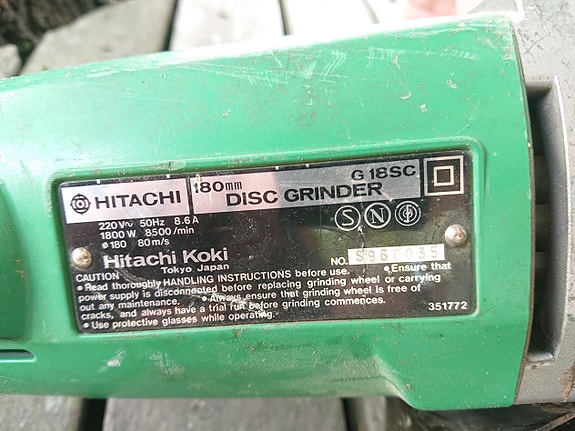 HITACHI
180mm G 18SC
DISC GRINDER
220V~ 50Hz 8.6A
1800W 8500/min
ø180 80m/s
S N
Hitachi Koki
Tokyo Japan
NO. S960035
CAUTION
• Read thoroughly HANDLING INSTRUCTIONS before use. • Ensure that
power supply is disconnected before replacing grinding wheel or carrying
out any maintenance. • Always ensure that grinding wheel is free of
cracks, and always have a trial run before grinding commences.
• Use protective glasses while operating.
351772